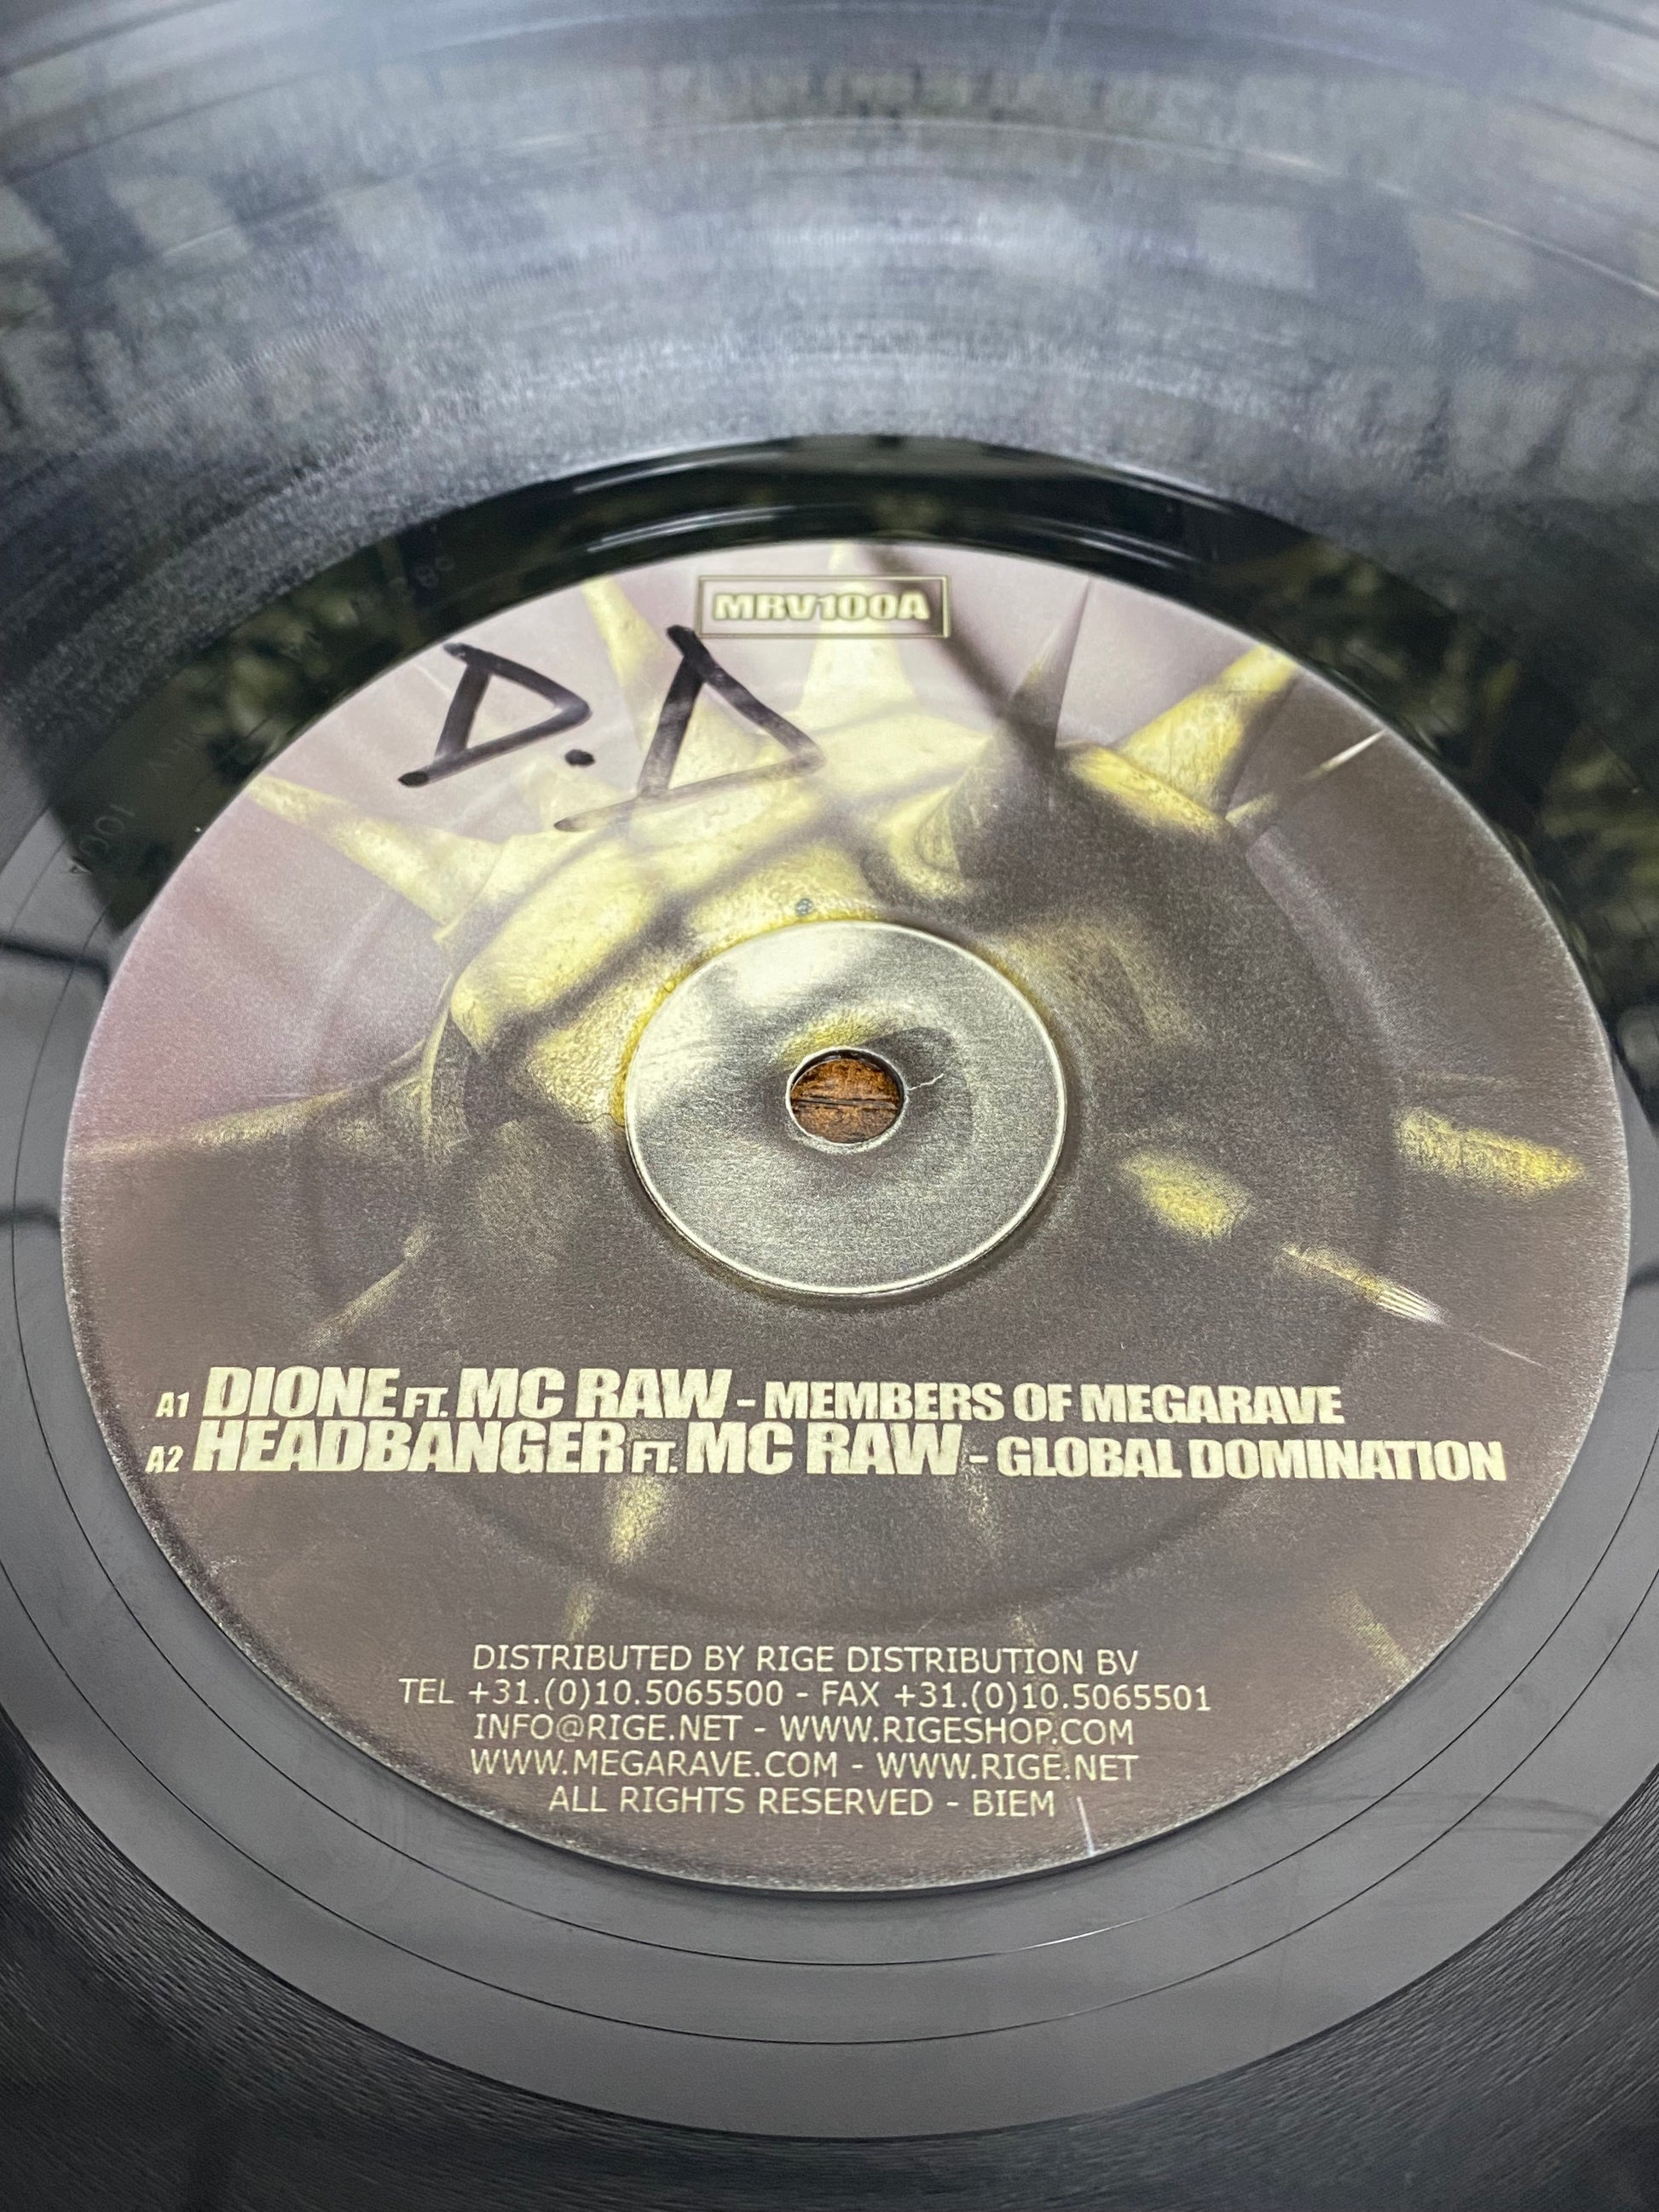 MRV100A
D.D
A1 DIONE FT. MC RAW - MEMBERS OF MEGARAVE
A2 HEADBANGER FT. MC RAW - GLOBAL DOMINATION
DISTRIBUTED BY RIGE DISTRIBUTION BV
TEL +31.(0)10.5065500 - FAX +31.(0)10.5065501
INFO@RIGE.NET - WWW.RIGESHOP.COM
WWW.MEGARAVE.COM - WWW.RIGE.NET
ALL RIGHTS RESERVED - BIEM